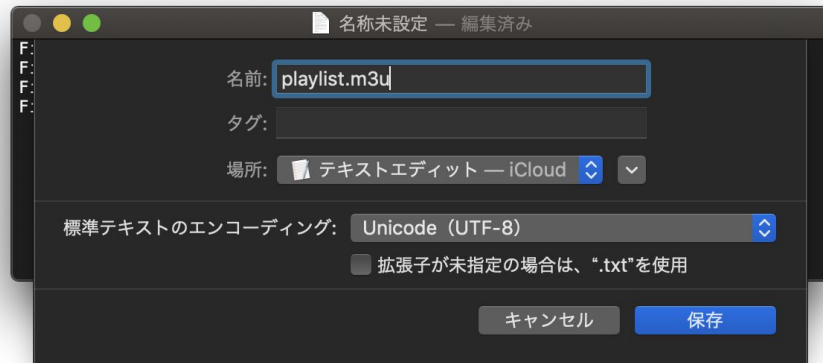 名称未設定 — 編集済み
F:
F:
F:
F:
名前: playlist.m3u
タグ:
場所: テキストエディット — iCloud
標準テキストのエンコーディング: Unicode（UTF-8）
拡張子が未指定の場合は、“.txt”を使用
キャンセル 保存